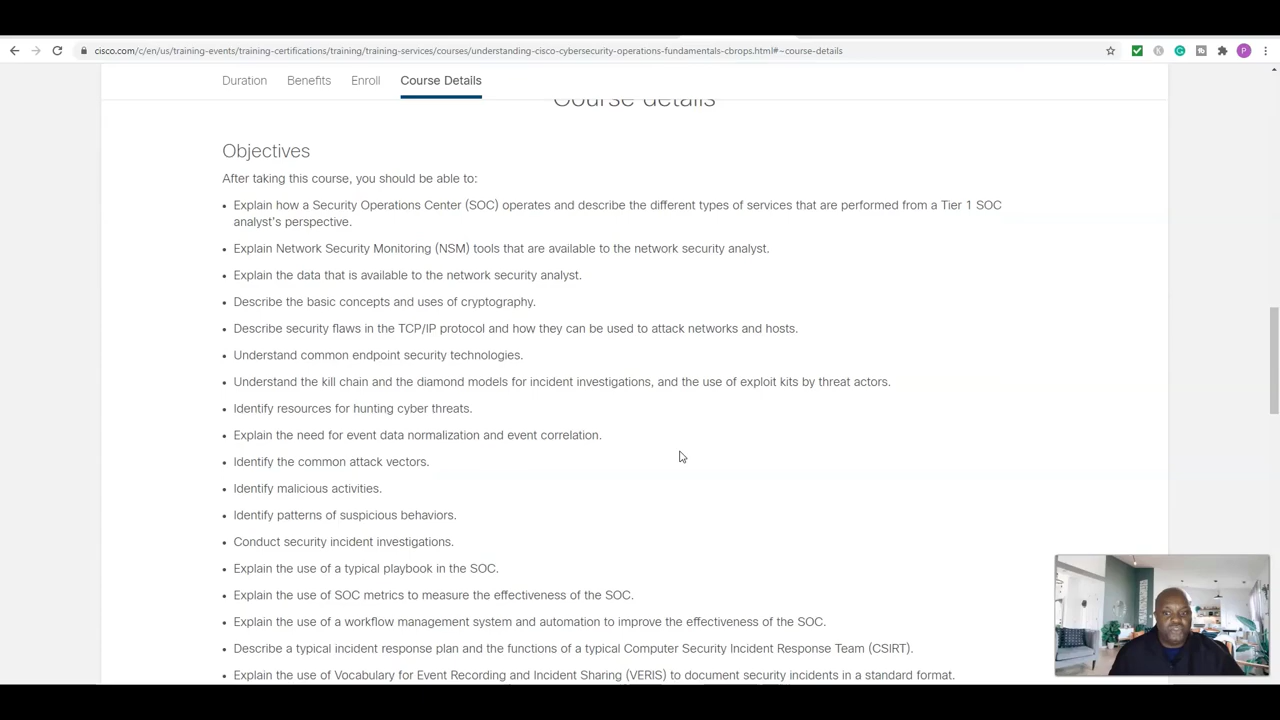 cisco.com/c/en/us/training-events/training-certifications/training/training-services/courses/understanding-cisco-cybersecurity-operations-fundamentals-cbrops.html#~course-details
P
Duration Benefits Enroll Course Details
Course details
Objectives
After taking this course, you should be able to:
• Explain how a Security Operations Center (SOC) operates and describe the different types of services that are performed from a Tier 1 SOC
analyst's perspective.
• Explain Network Security Monitoring (NSM) tools that are available to the network security analyst.
• Explain the data that is available to the network security analyst.
• Describe the basic concepts and uses of cryptography.
• Describe security flaws in the TCP/IP protocol and how they can be used to attack networks and hosts.
• Understand common endpoint security technologies.
• Understand the kill chain and the diamond models for incident investigations, and the use of exploit kits by threat actors.
• Identify resources for hunting cyber threats.
• Explain the need for event data normalization and event correlation.
• Identify the common attack vectors.
• Identify malicious activities.
• Identify patterns of suspicious behaviors.
• Conduct security incident investigations.
• Explain the use of a typical playbook in the SOC.
• Explain the use of SOC metrics to measure the effectiveness of the SOC.
• Explain the use of a workflow management system and automation to improve the effectiveness of the SOC.
• Describe a typical incident response plan and the functions of a typical Computer Security Incident Response Team (CSIRT).
• Explain the use of Vocabulary for Event Recording and Incident Sharing (VERIS) to document security incidents in a standard format.